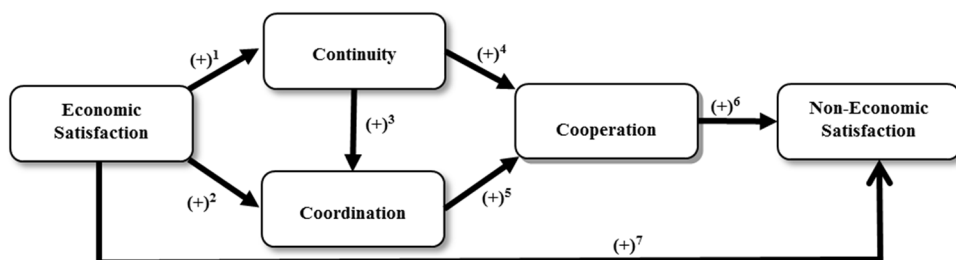 Continuity
(+)1
(+)4
Economic
Satisfaction
(+)3
Cooperation
(+)6
Non-Economic
Satisfaction
(+)2
Coordination
(+)5
(+)7